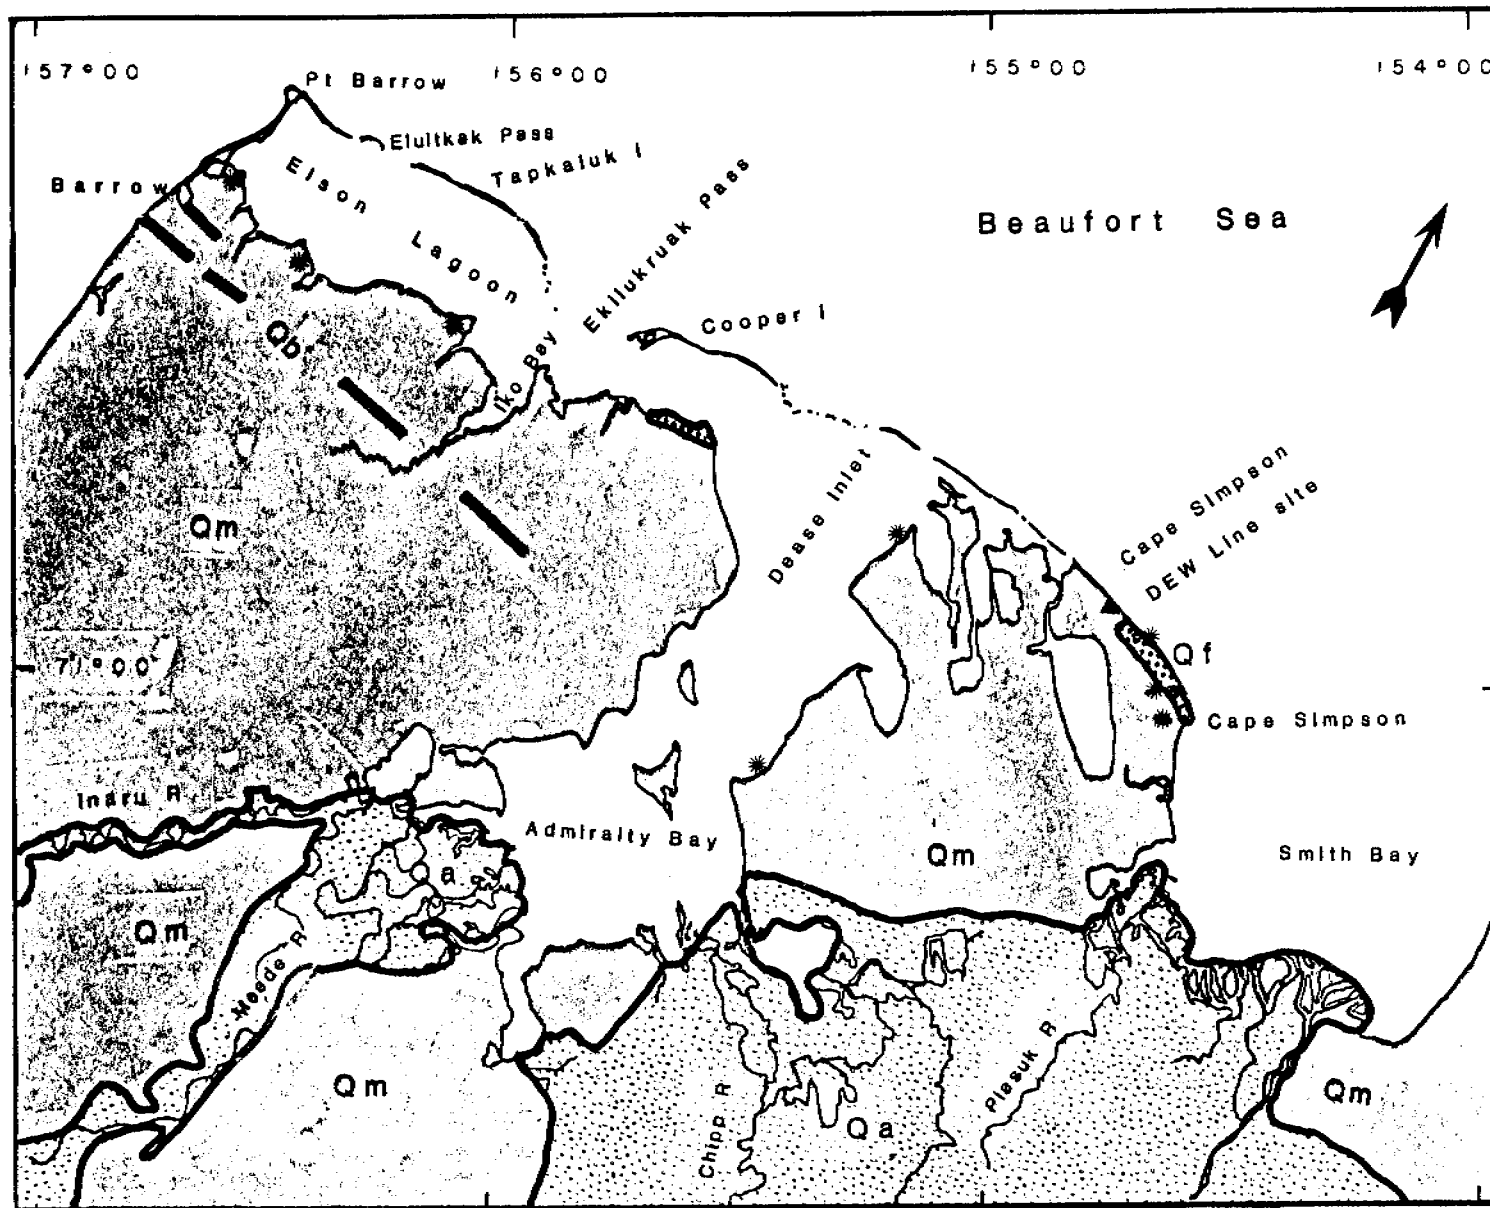 157°00
156°00
155°00
154°00
Pt Barrow
Eluitkak Pass
Tapkaluk I
Elson Lagoon
Barrow
Ekilukruak Pass
Beaufort Sea
Cooper I
Qb
Iko Bay
Qm
Dease Inlet
Cape Simpson
DEW Line site
71°00
Qf
Cape Simpson
Inaru R
Admiralty Bay
Qm
Smith Bay
a
Qm
Meade R
Qm
Chipp R
Qa
Piasuk R
Qm